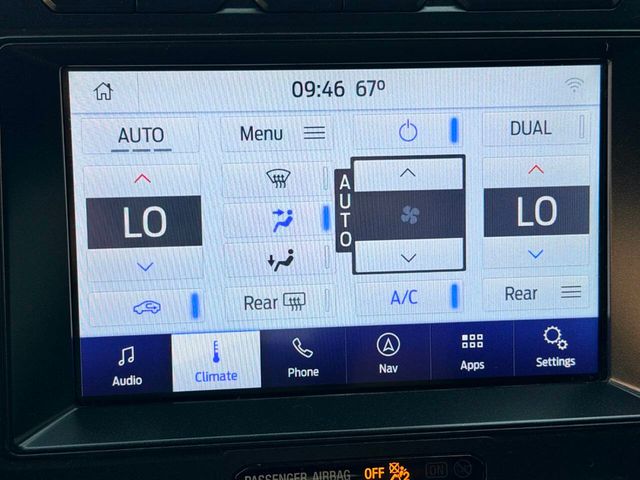 09:46 67°
AUTO
Menu
DUAL
LO
AUTO
LO
Rear
A/C
Rear
Audio
Climate
Phone
Nav
Apps
Settings
PASSENGER AIRBAG OFF ON